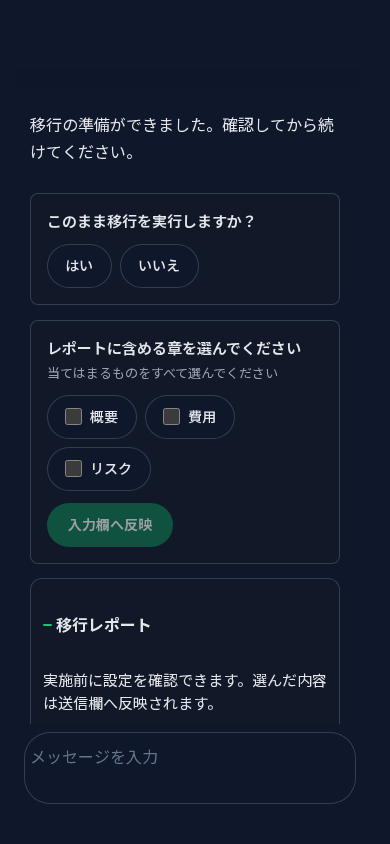 移行の準備ができました。確認してから続
けてください。
このまま移行を実行しますか？
はい
いいえ
レポートに含める章を選んでください
当てはまるものをすべて選んでください
概要
費用
リスク
入力欄へ反映
移行レポート
実施前に設定を確認できます。選んだ内容
は送信欄へ反映されます。
メッセージを入力